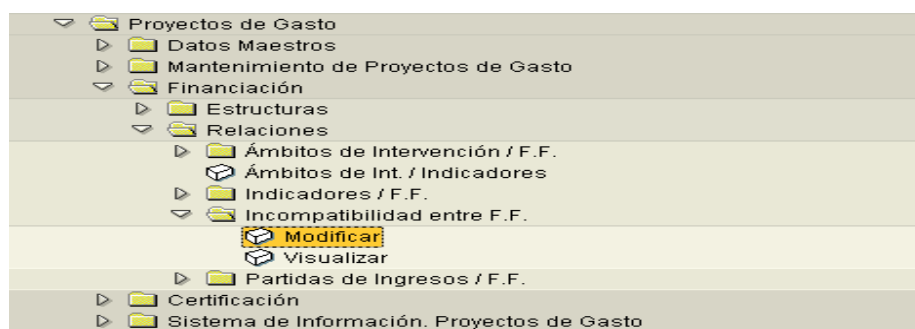 Proyectos de Gasto
Datos Maestros
Mantenimiento de Proyectos de Gasto
Financiación
Estructuras
Relaciones
Ámbitos de Intervención / F.F.
Ámbitos de Int. / Indicadores
Indicadores / F.F.
Incompatibilidad entre F.F.
Modificar
Visualizar
Partidas de Ingresos / F.F.
Certificación
Sistema de Información. Proyectos de Gasto